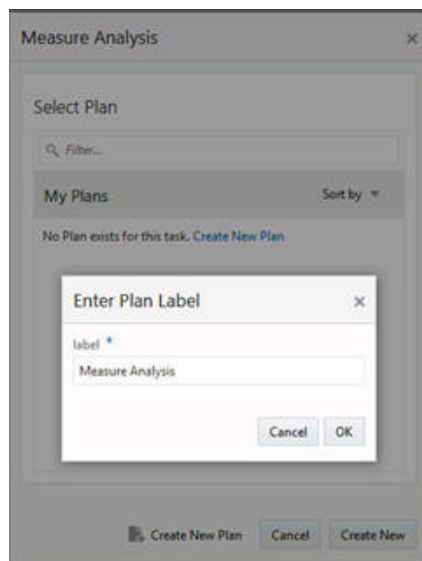 Measure Analysis
Select Plan
Filter...
My Plans Sort by
No Plan exists for this task. Create New Plan
Enter Plan Label
label *
Measure Analysis
Cancel OK
Create New Plan Cancel Create New